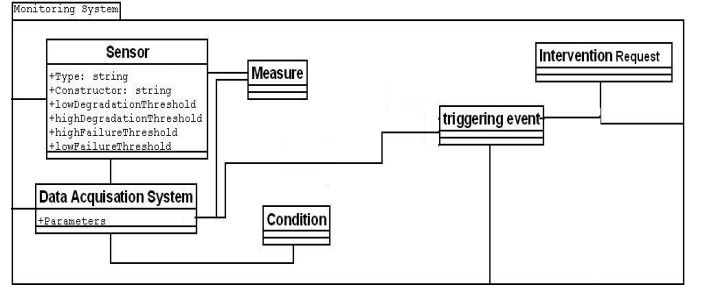 Monitoring System
Sensor
+Type: string
+Constructor: string
+lowDegradationThreshold
+highDegradationThreshold
+highFailureThreshold
+lowFailureThreshold
Measure
Intervention Request
triggering event
Data Acquisation System
+Parameters
Condition